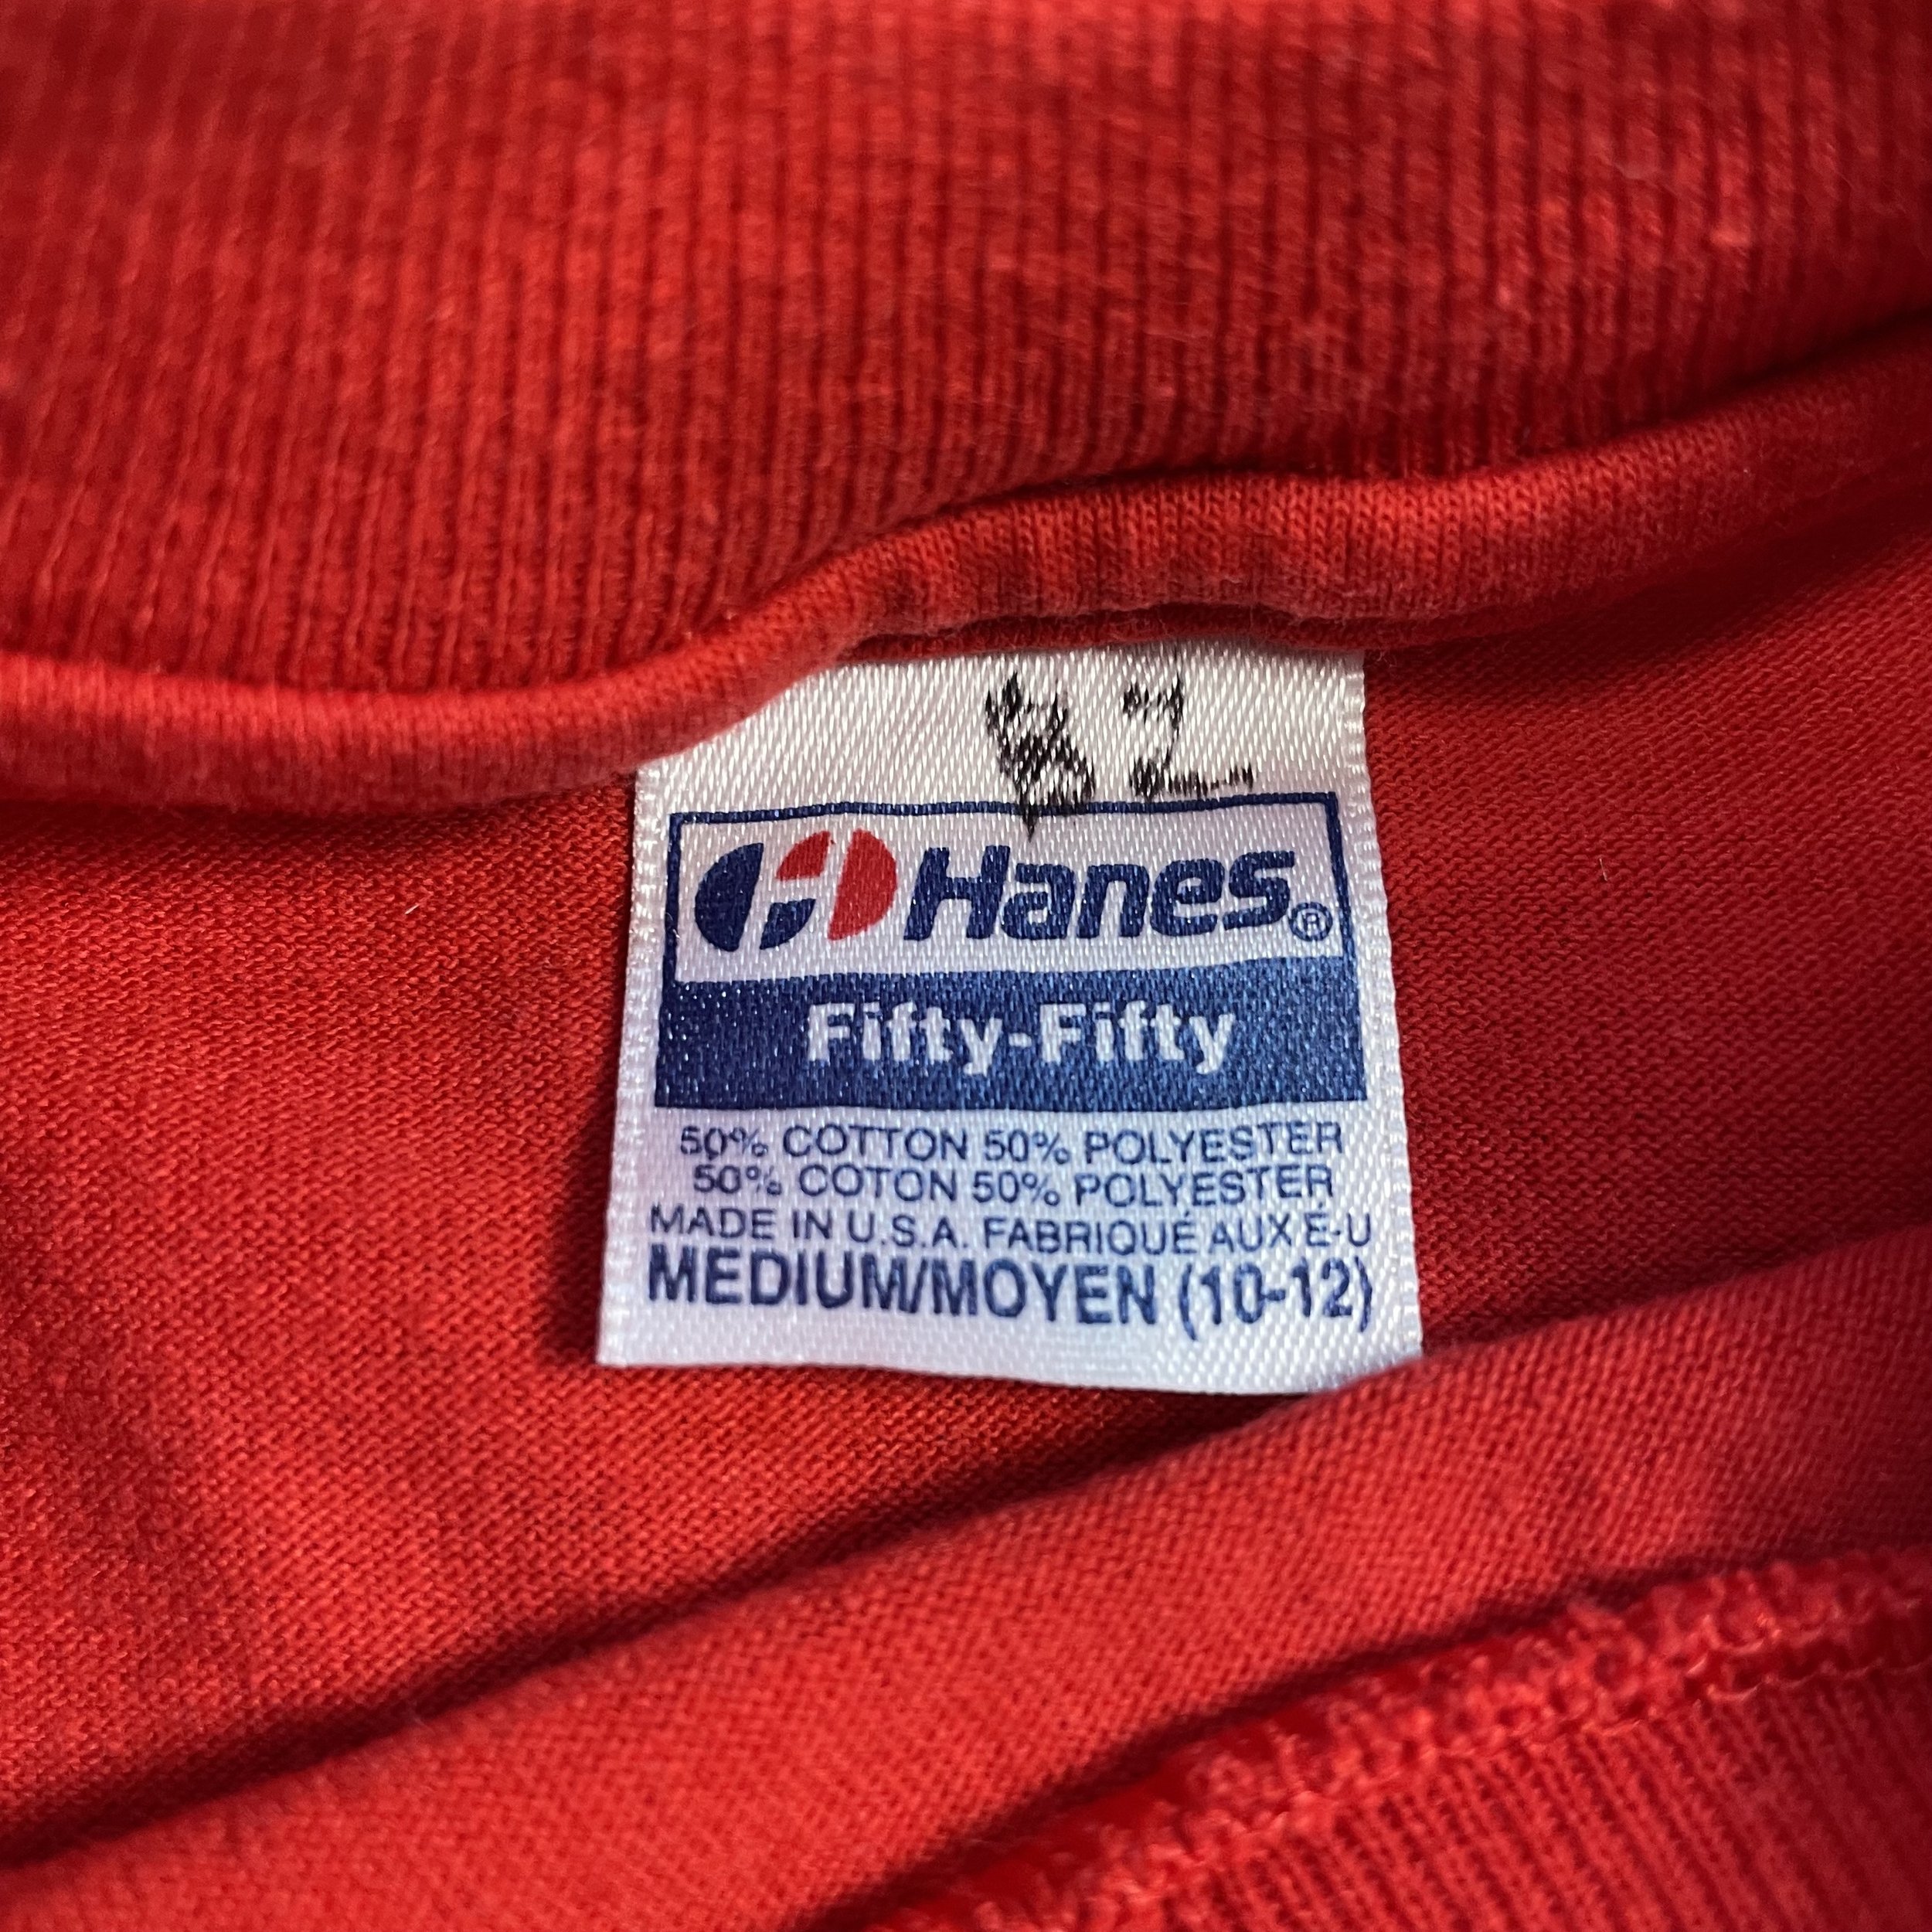 Hanes®
Fifty-Fifty
50% COTTON 50% POLYESTER
50% COTON 50% POLYESTER
MADE IN U.S.A. FABRIQUÉ AUX É-U
MEDIUM/MOYEN (10-12)